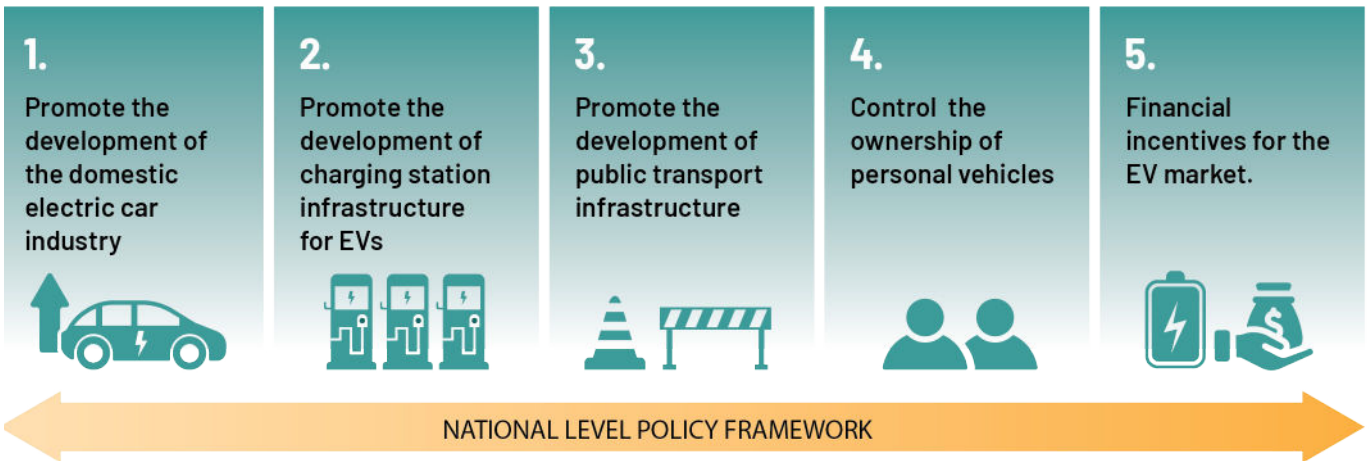 1.
Promote the
development of
the domestic
electric car
industry
2.
Promote the
development of
charging station
infrastructure
for EVs
3.
Promote the
development of
public transport
infrastructure
4.
Control the
ownership of
personal vehicles
5.
Financial
incentives for the
EV market.
$
NATIONAL LEVEL POLICY FRAMEWORK